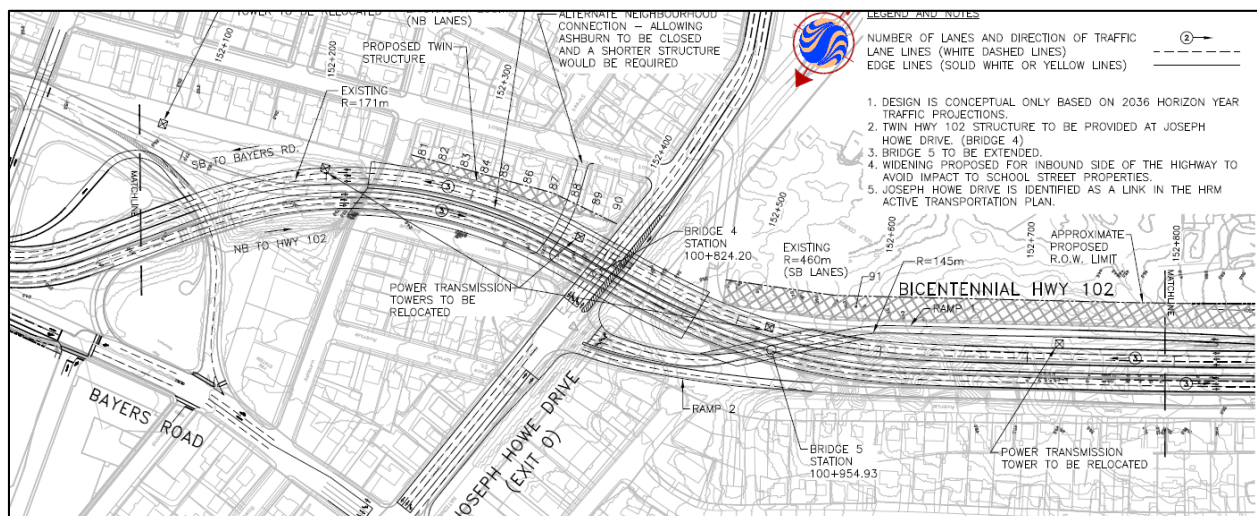 TOWER TO BE RELOCATED
(NB LANES)
ALTERNATE NEIGHBOURHOOD
CONNECTION – ALLOWING
ASHBURN TO BE CLOSED
AND A SHORTER STRUCTURE
WOULD BE REQUIRED
PROPOSED TWIN
STRUCTURE
EXISTING
R=171m
152+100
152+200
152+300
152+400
152+500
152+600
152+700
152+800
LEGEND AND NOTES
NUMBER OF LANES AND DIRECTION OF TRAFFIC
2
LANE LINES (WHITE DASHED LINES)
EDGE LINES (SOLID WHITE OR YELLOW LINES)
1. DESIGN IS CONCEPTUAL ONLY BASED ON 2036 HORIZON YEAR
TRAFFIC PROJECTIONS.
2. TWIN HWY 102 STRUCTURE TO BE PROVIDED AT JOSEPH
HOWE DRIVE. (BRIDGE 4)
3. BRIDGE 5 TO BE EXTENDED.
4. WIDENING PROPOSED FOR INBOUND SIDE OF THE HIGHWAY TO
AVOID IMPACT TO SCHOOL STREET PROPERTIES.
5. JOSEPH HOWE DRIVE IS IDENTIFIED AS A LINK IN THE HRM
ACTIVE TRANSPORTATION PLAN.
SB TO BAYERS RD.
MATCHLINE
NB TO HWY 102
81
82
83
84
85
86
87
88
89
90
3
3
BRIDGE 4
STATION
100+824.20
POWER TRANSMISSION
TOWERS TO BE
RELOCATED
EXISTING
R=460m
(SB LANES)
91
R=145m
APPROXIMATE
PROPOSED
R.O.W. LIMIT
BICENTENNIAL HWY 102
RAMP 1
MATCHLINE
3
3
RAMP 2
BAYERS ROAD
JOSEPH HOWE DRIVE
(EXIT 0)
BRIDGE 5
STATION
100+954.93
POWER TRANSMISSION
TOWER TO BE RELOCATED